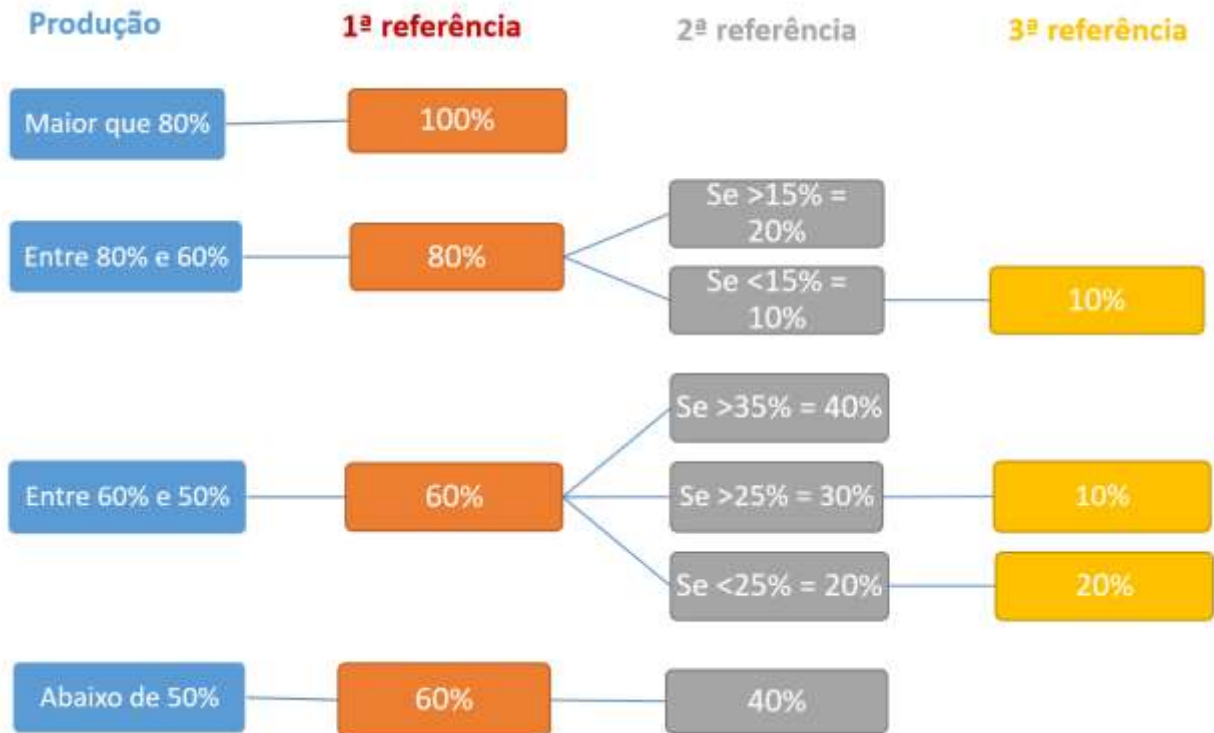 Produção
1ª referência
2ª referência
3ª referência
Maior que 80%
100%
Entre 80% e 60%
80%
Se >15% =
20%
Se <15% =
10%
10%
Entre 60% e 50%
60%
Se >35% = 40%
Se >25% = 30%
10%
Se <25% = 20%
20%
Abaixo de 50%
60%
40%